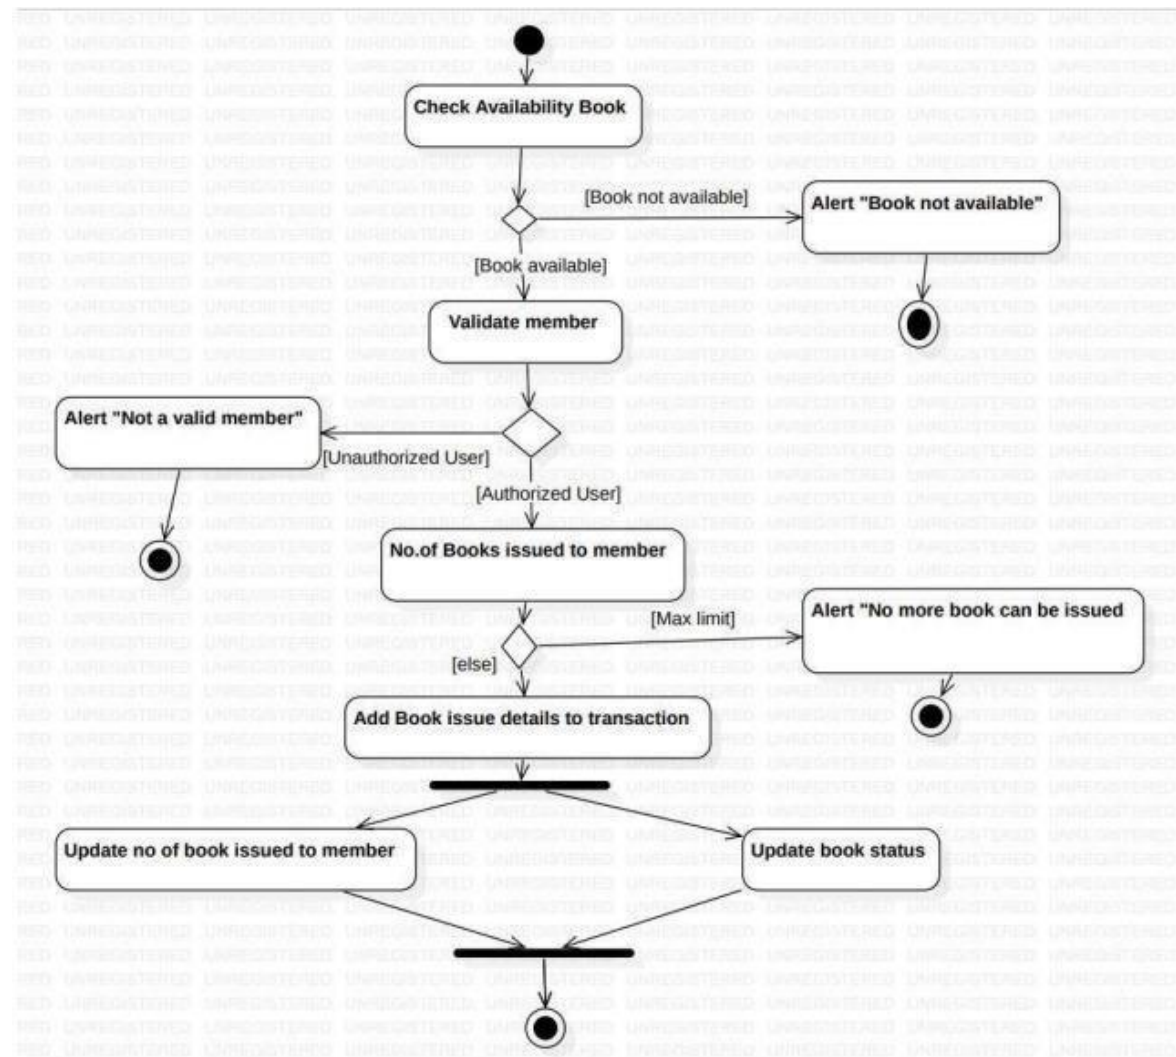 Check Availability Book
[Book not available]
Alert "Book not available"
[Book available]
Validate member
Alert "Not a valid member"
[Unauthorized User]
[Authorized User]
No.of Books issued to member
[Max limit]
Alert "No more book can be issued
[else]
Add Book issue details to transaction
Update no of book issued to member
Update book status
UNREGISTERED